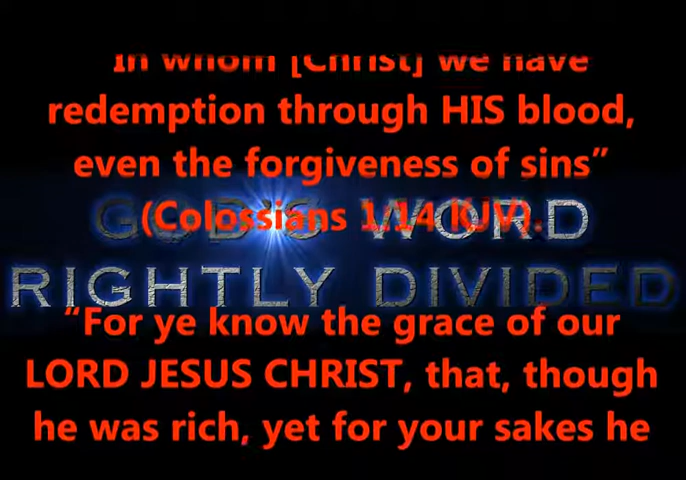 In whom [Christ] we have
redemption through HIS blood,
even the forgiveness of sins”
(Colossians 1:14 KJV).
GOD'S WORD
RIGHTLY DIVIDED
“For ye know the grace of our
LORD JESUS CHRIST, that, though
he was rich, yet for your sakes he